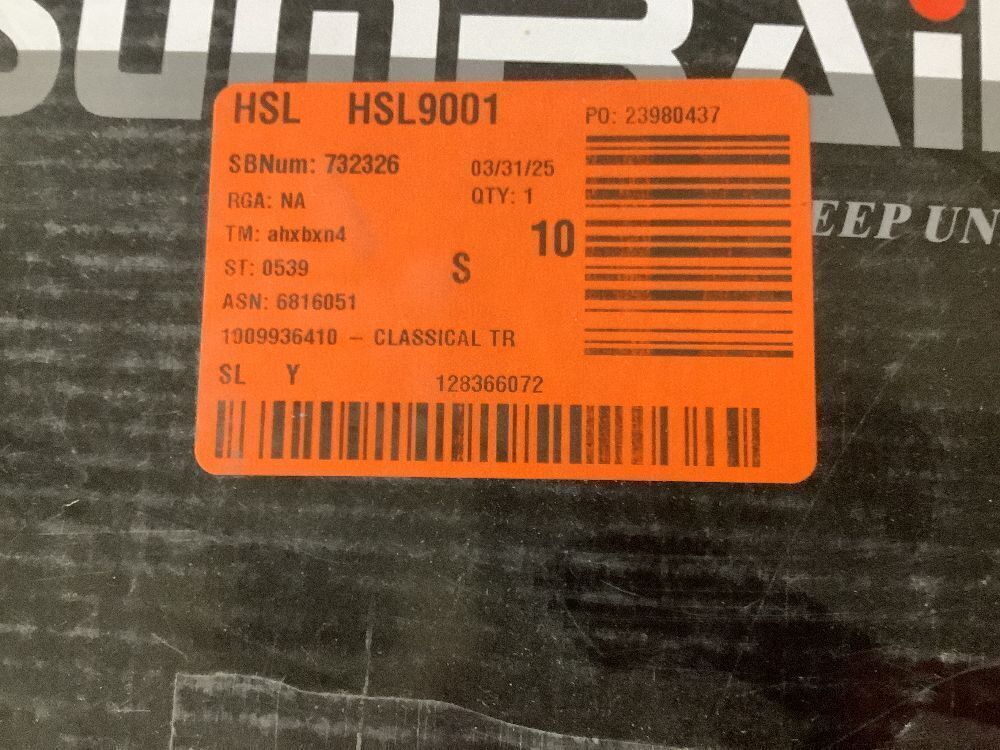 HSL HSL9001
PO: 23980437
SBNum: 732326
03/31/25
RGA: NA
QTY: 1
TM: ahxbxn4
10
ST: 0539
S
ASN: 6816051
1909936410 – CLASSICAL TR
SL Y
128366072
EEP UN